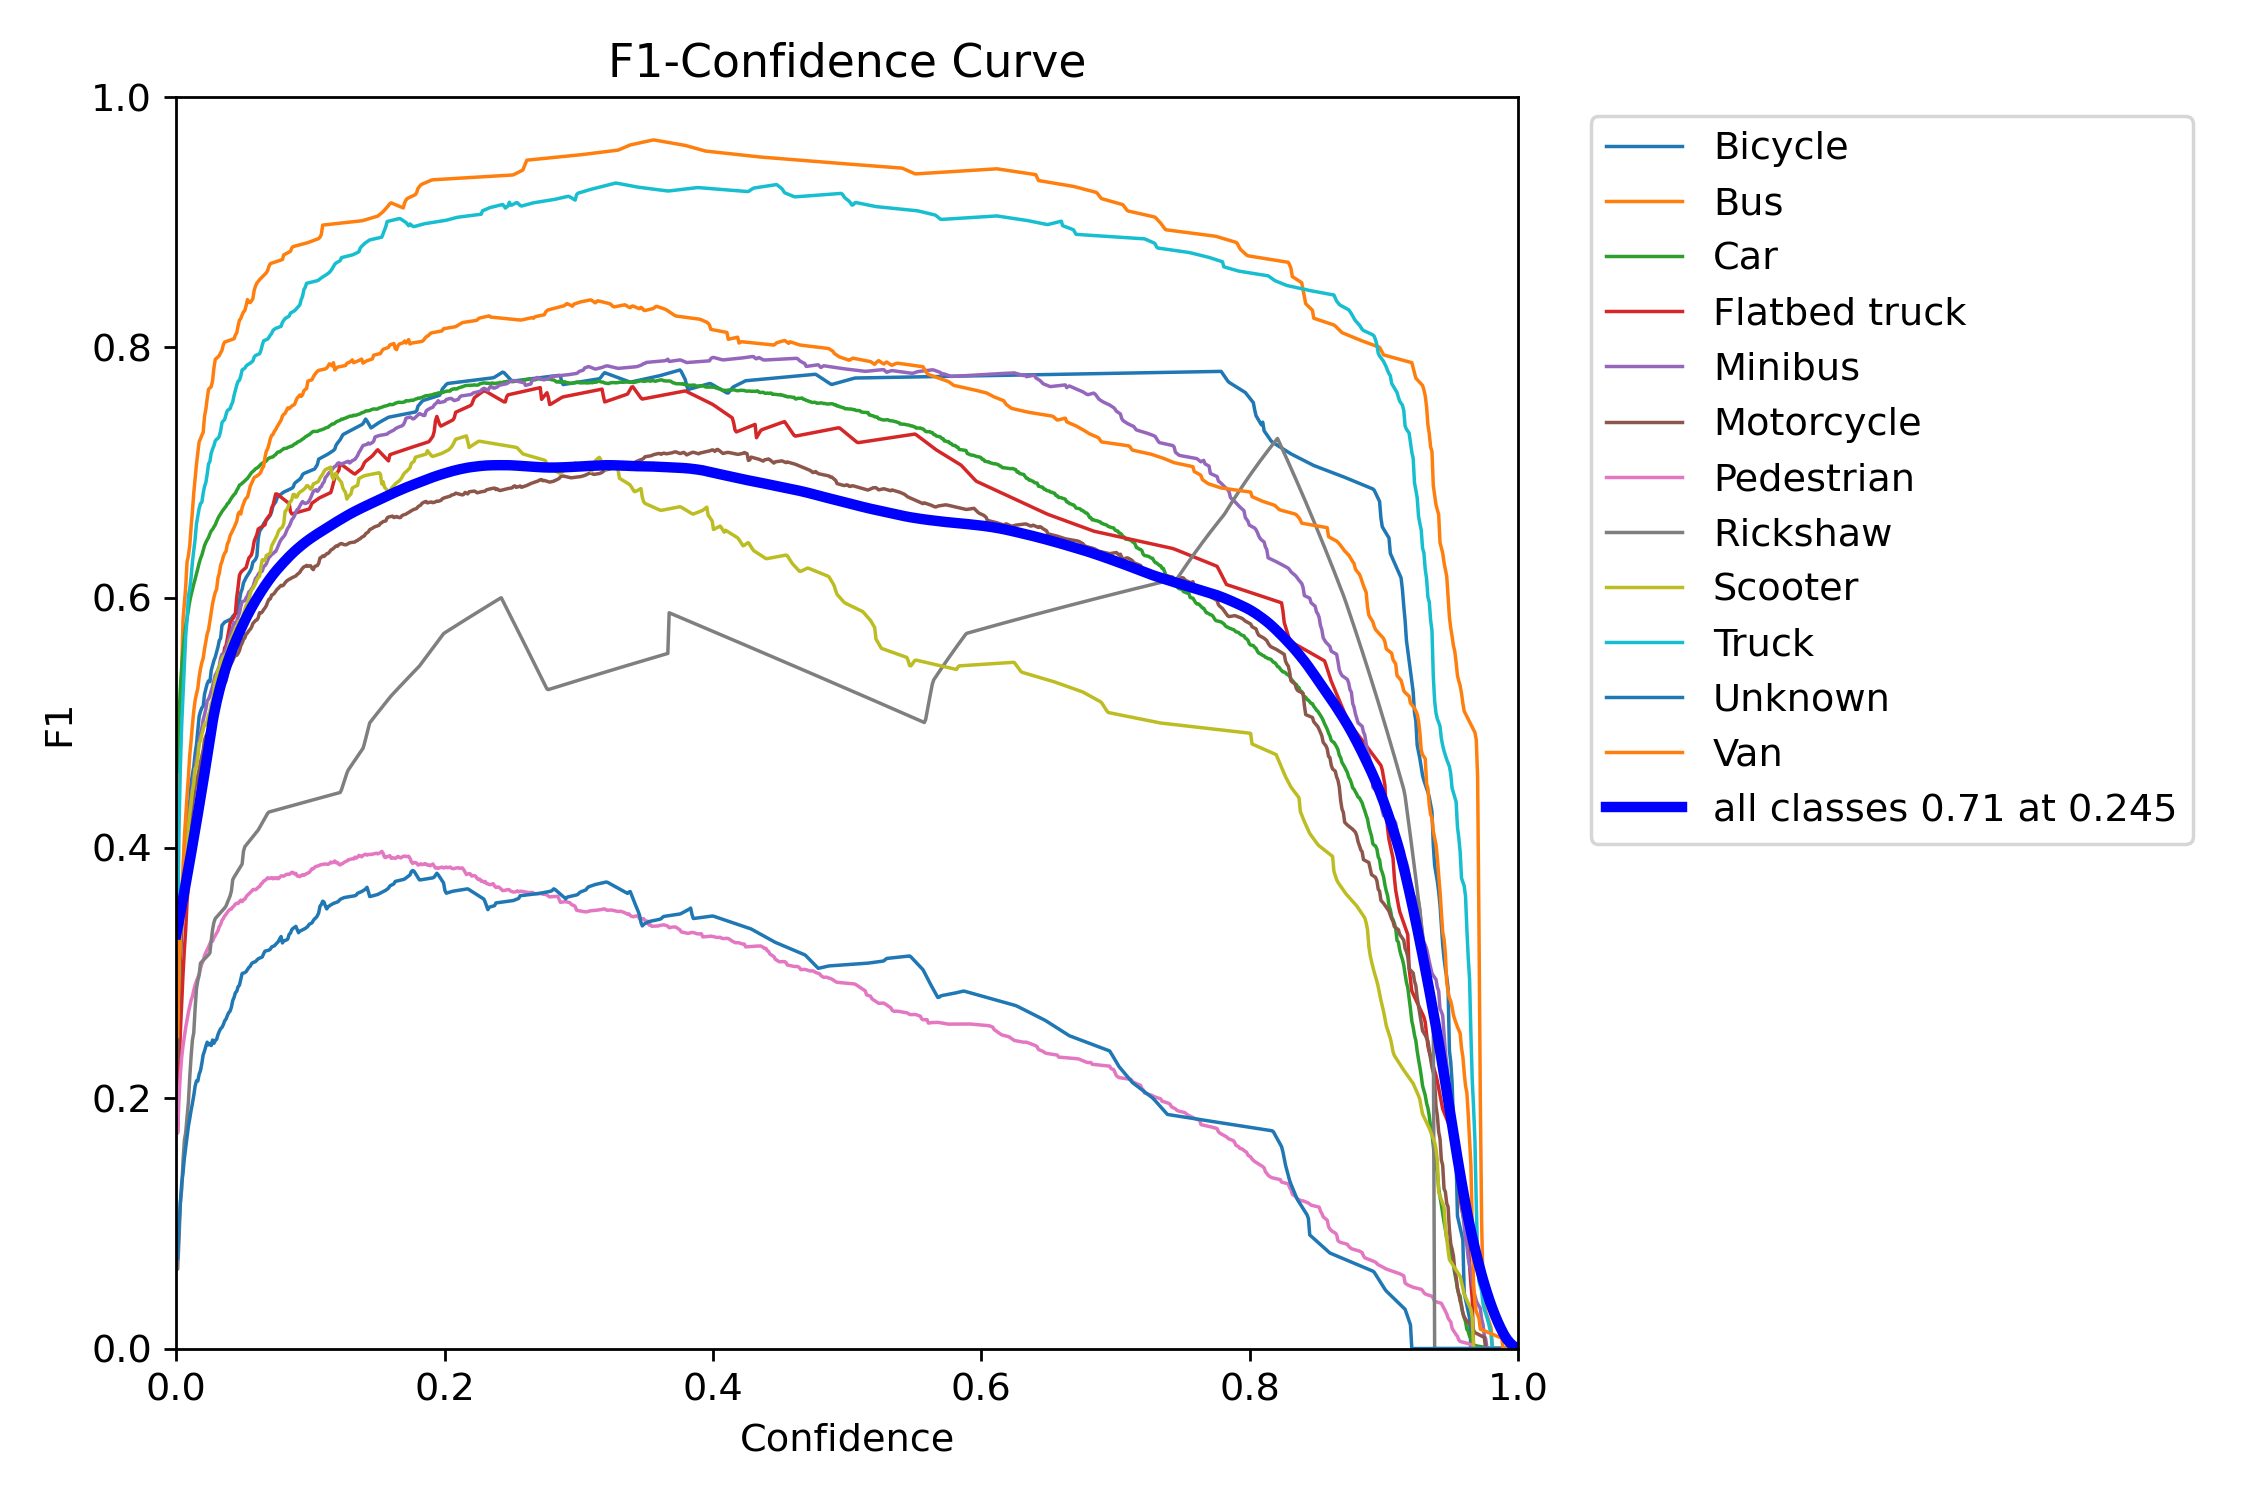 F1-Confidence Curve
1.0
0.8
0.6
0.4
0.2
0.0
F1
0.0 0.2 0.4 0.6 0.8 1.0
Confidence
Bicycle
Bus
Car
Flatbed truck
Minibus
Motorcycle
Pedestrian
Rickshaw
Scooter
Truck
Unknown
Van
all classes 0.71 at 0.245